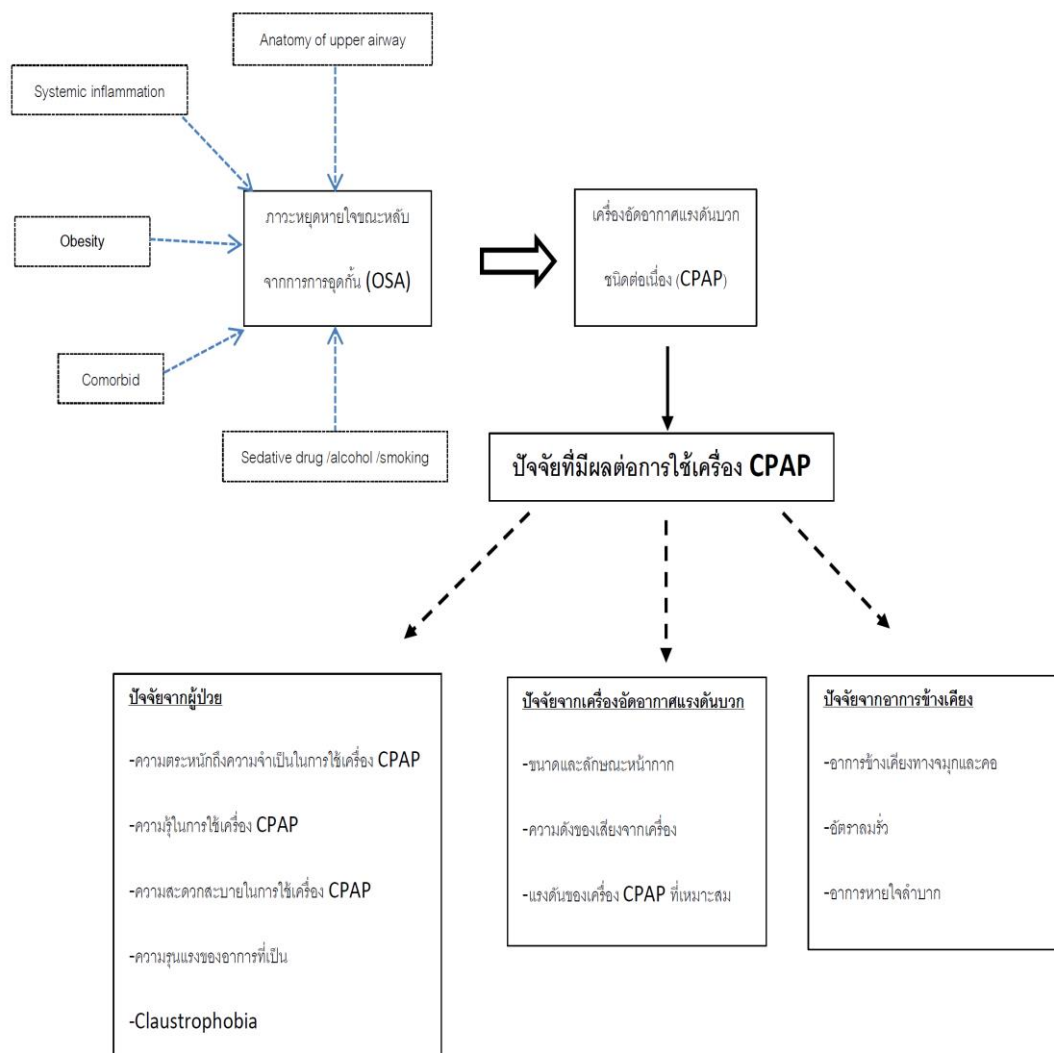 Anatomy of upper airway
Systemic inflammation
Obesity
Comorbid
Sedative drug /alcohol /smoking
ภาวะหยุดหายใจขณะหลับ
จากการการอุดกั้น (OSA)
เครื่องอัดอากาศแรงดันบวก
ชนิดต่อเนื่อง (CPAP)
ปัจจัยที่มีผลต่อการใช้เครื่อง CPAP
ปัจจัยจากผู้ป่วย
-ความตระหนักถึงความจำเป็นในการใช้เครื่อง CPAP
-ความรู้ในการใช้เครื่อง CPAP
-ความสะดวกสะบายในการใช้เครื่อง CPAP
-ความรุนแรงของอาการที่เป็น
-Claustrophobia
ปัจจัยจากเครื่องอัดอากาศแรงดันบวก
-ขนาดและลักษณะหน้ากาก
-ความดังของเสียงจากเครื่อง
-แรงดันของเครื่อง CPAP ที่เหมาะสม
ปัจจัยจากอาการข้างเคียง
-อาการข้างเคียงทางจมูกและคอ
-อัตราลมรั่ว
-อาการหายใจลำบาก